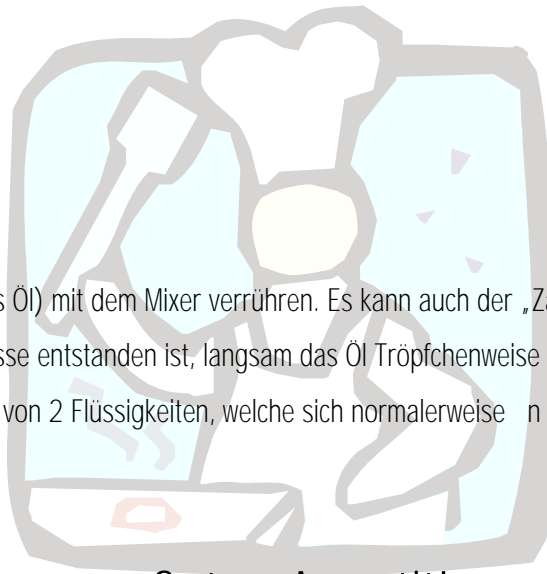 s Öl) mit dem Mixer verrühren. Es kann auch der „Za
sse entstanden ist, langsam das Öl Tröpfchenweise
von 2 Flüssigkeiten, welche sich normalerweise n